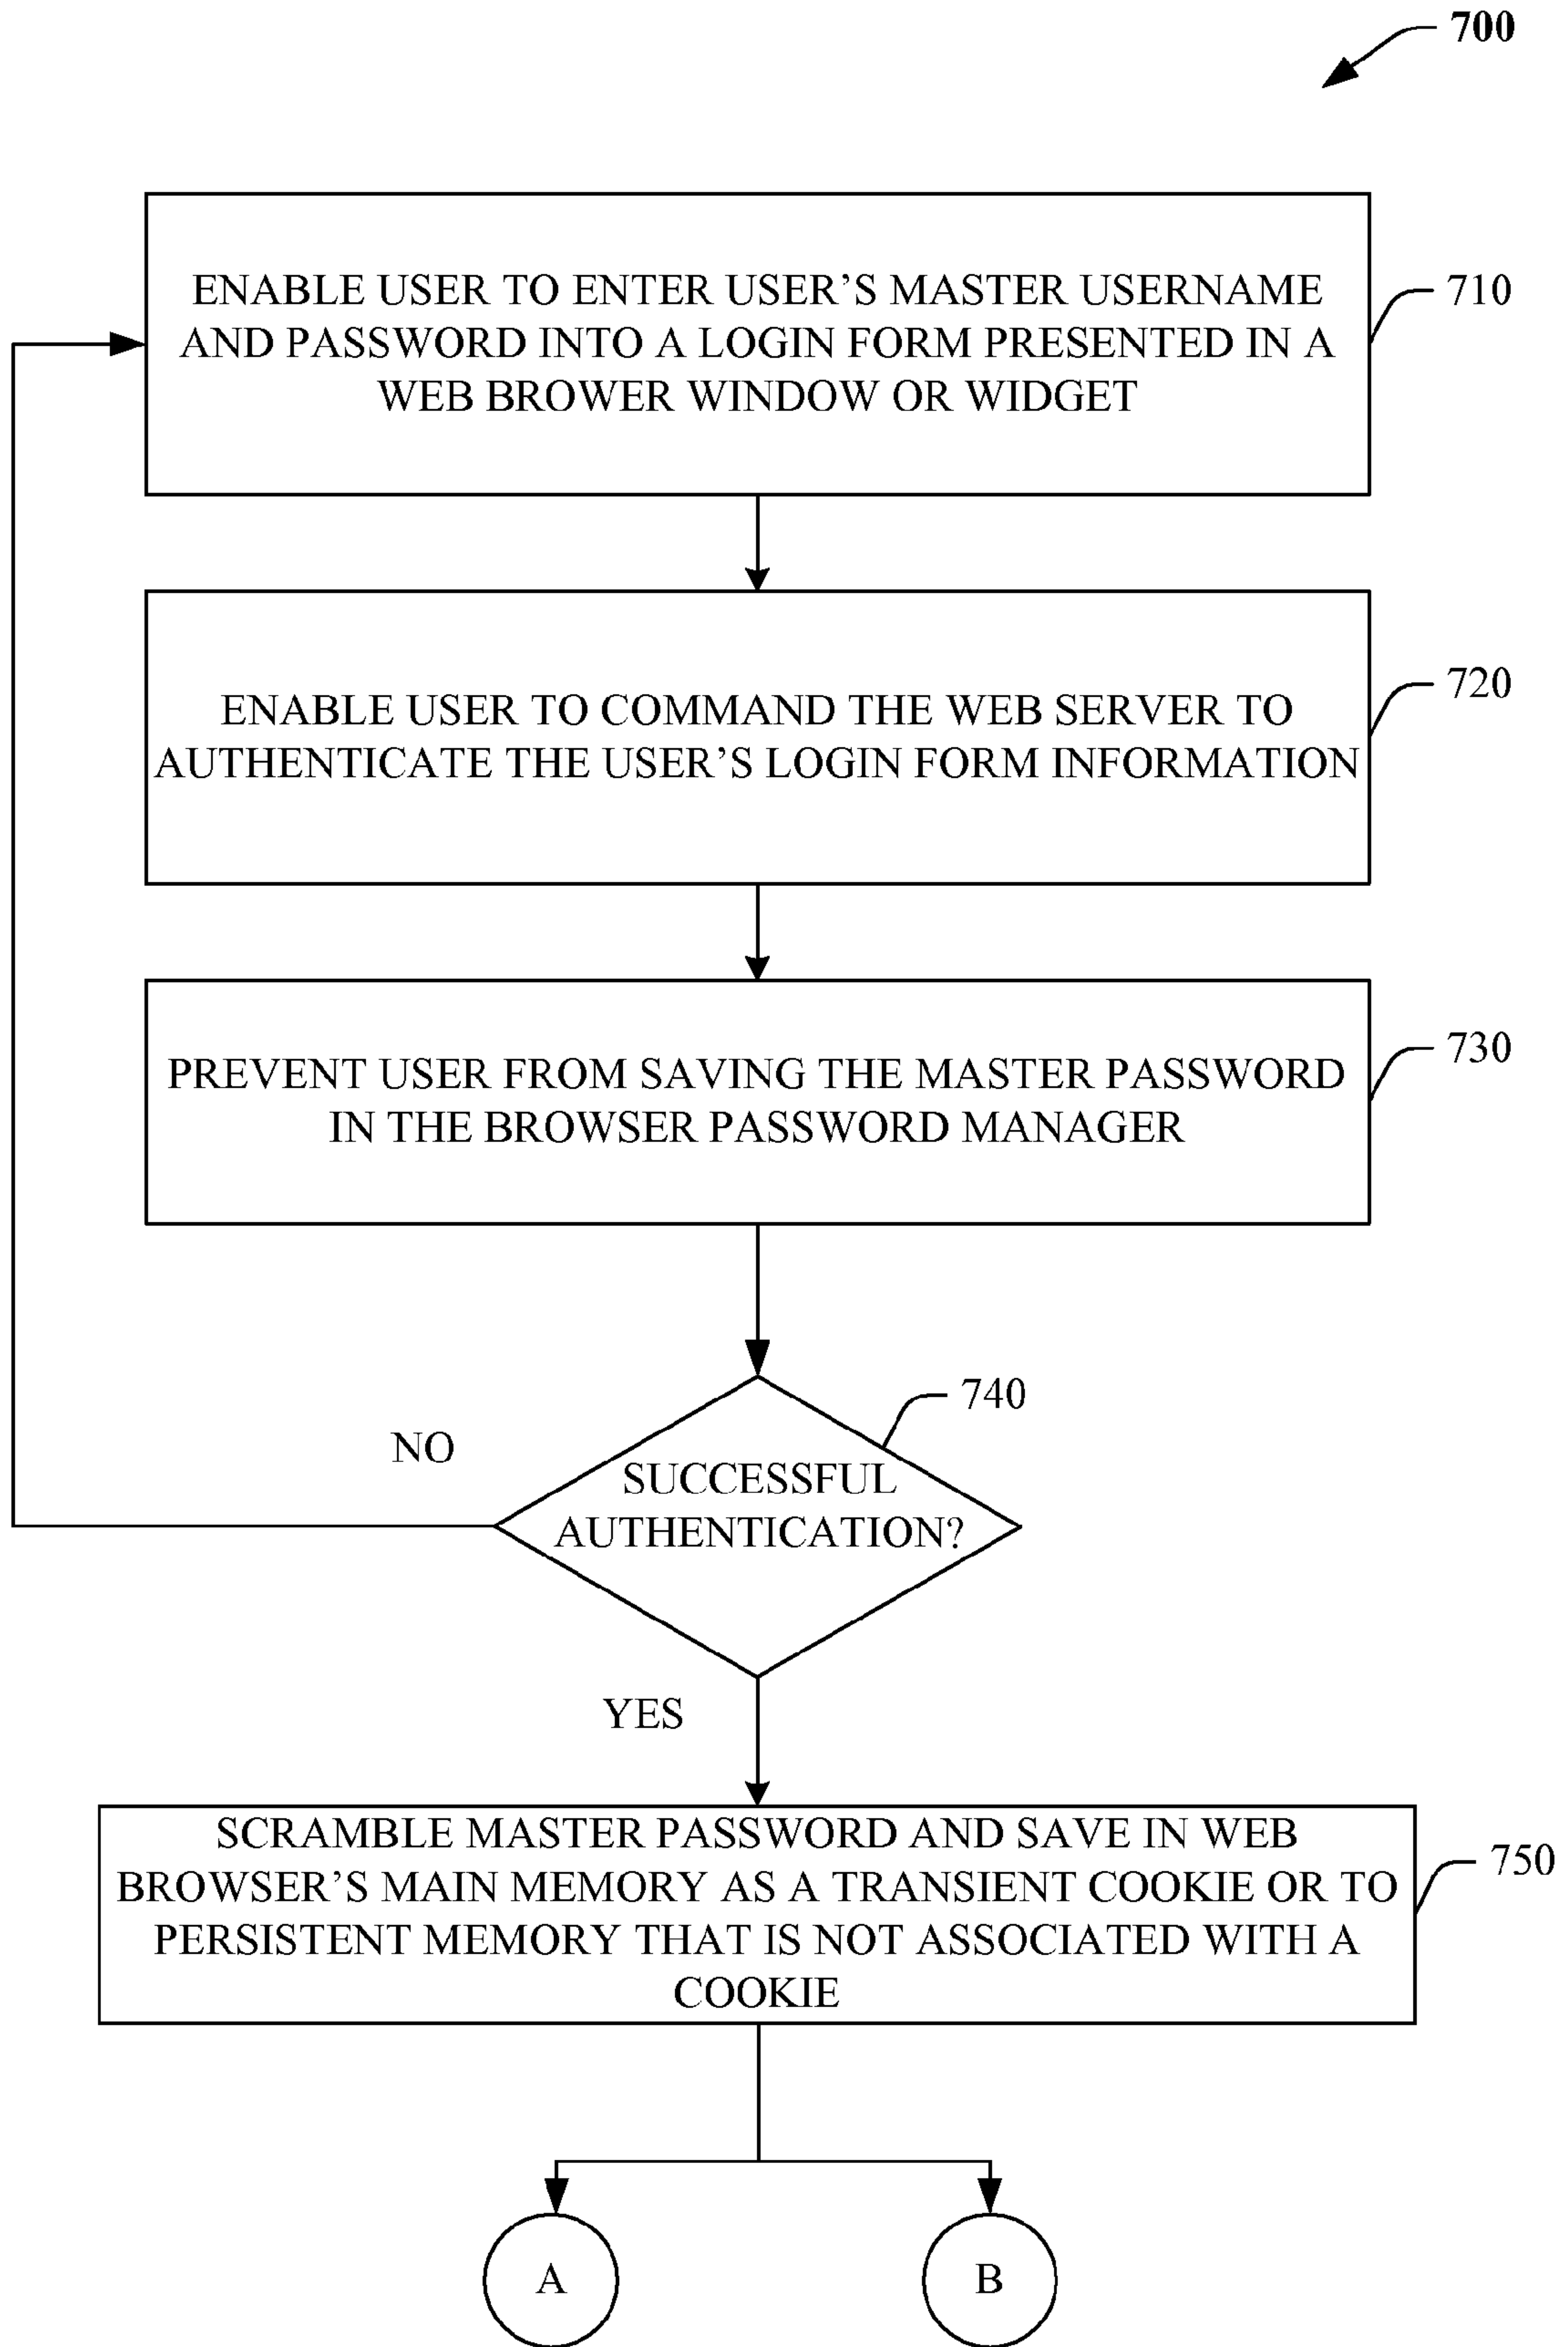 700
ENABLE USER TO ENTER USER'S MASTER USERNAME
AND PASSWORD INTO A LOGIN FORM PRESENTED IN A
WEB BROWER WINDOW OR WIDGET
710
ENABLE USER TO COMMAND THE WEB SERVER TO
AUTHENTICATE THE USER'S LOGIN FORM INFORMATION
720
PREVENT USER FROM SAVING THE MASTER PASSWORD
IN THE BROWSER PASSWORD MANAGER
730
740
NO
SUCCESSFUL
AUTHENTICATION?
YES
SCRAMBLE MASTER PASSWORD AND SAVE IN WEB
BROWSER'S MAIN MEMORY AS A TRANSIENT COOKIE OR TO
PERSISTENT MEMORY THAT IS NOT ASSOCIATED WITH A
COOKIE
750
A
B